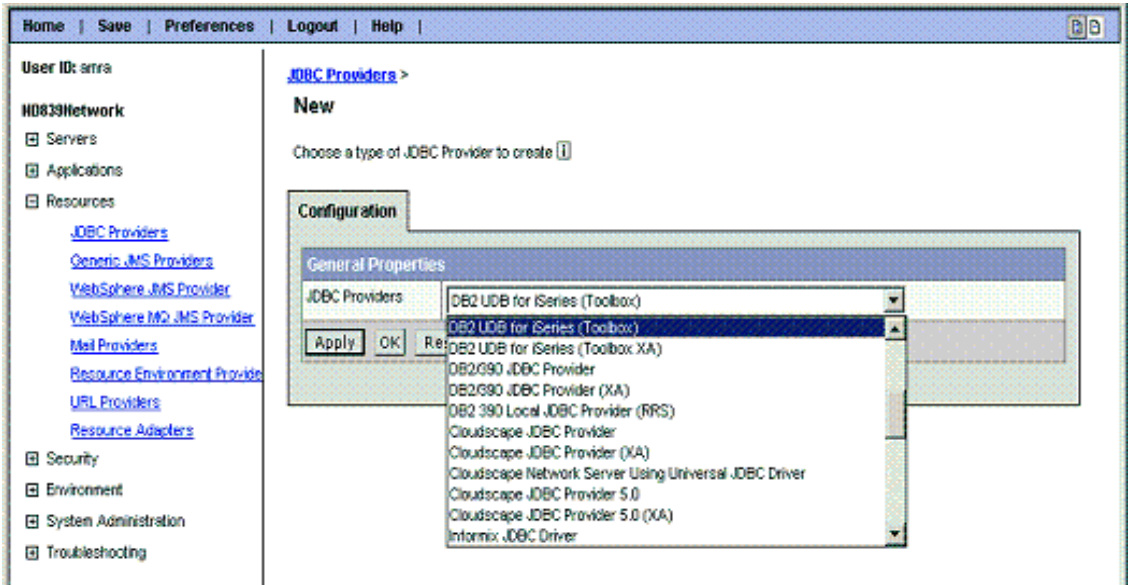 Home | Save | Preferences | Logout | Help |
User ID: amra
ND839Network
Servers
Applications
Resources
JDBC Providers
Generic JMS Providers
WebSphere JMS Provider
WebSphere MQ JMS Provider
Mail Providers
Resource Environment Provide
URL Providers
Resource Adapters
Security
Environment
System Administration
Troubleshooting
JDBC Providers >
New
Choose a type of JDBC Provider to create i
Configuration
General Properties
JDBC Providers
DB2 UDB for iSeries (Toolbox)
Apply OK Re
DB2 UDB for iSeries (Toolbox)
DB2 UDB for iSeries (Toolbox XA)
DB2/390 JDBC Provider
DB2/390 JDBC Provider (XA)
DB2 390 Local JDBC Provider (RRS)
Cloudscape JDBC Provider
Cloudscape JDBC Provider (XA)
Cloudscape Network Server Using Universal JDBC Driver
Cloudscape JDBC Provider 5.0
Cloudscape JDBC Provider 5.0 (XA)
Informix JDBC Driver